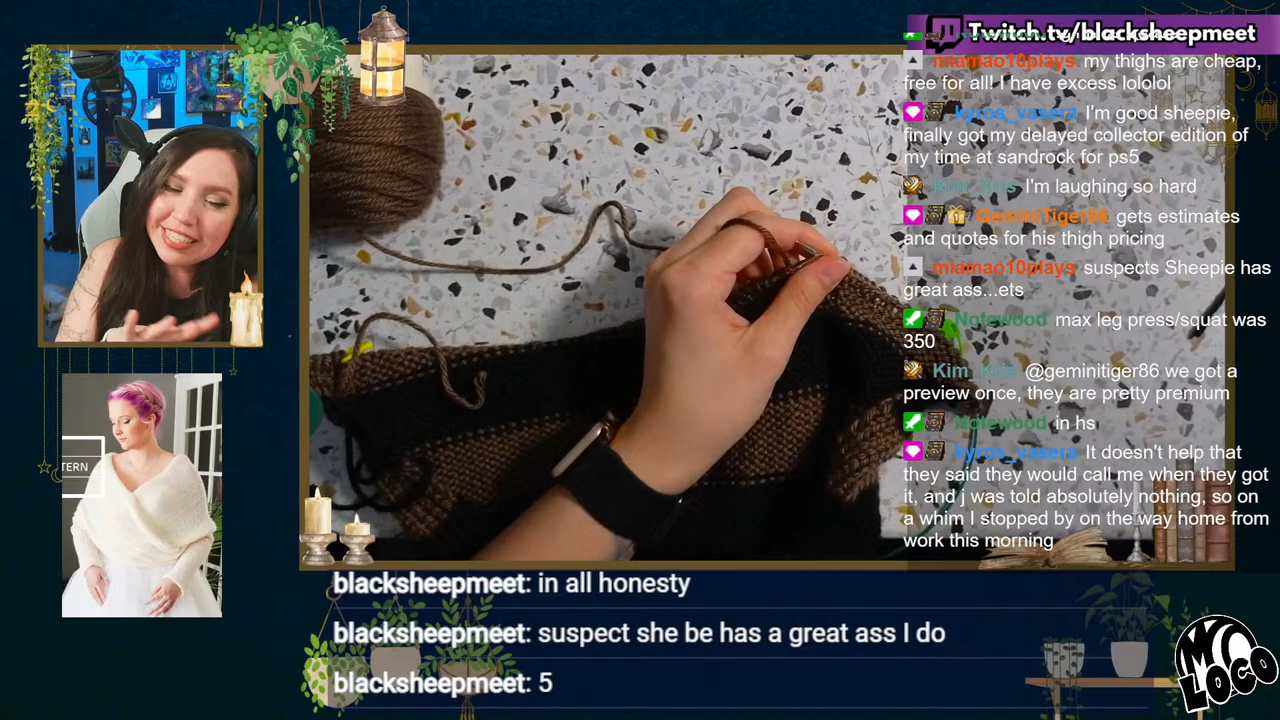 Twitch.tv/blacksheepmeet
miamao10plays my thighs are cheap,
free for all! I have excess lololol
kyros_vasera I'm good sheepie,
finally got my delayed collector edition of
my time at sandrock for ps5
Kim_Kris I'm laughing so hard
GeminiTiger86 gets estimates
and quotes for his thigh pricing
miamao10plays suspects Sheepie has
great ass...ets
Notewood max leg press/squat was
350
Kim_Kris @geminitiger86 we got a
preview once, they are pretty premium
Notewood in hs
kyros_vasera It doesn't help that
they said they would call me when they got
it, and j was told absolutely nothing, so on
a whim I stopped by on the way home from
work this morning
TERN
blacksheepmeet: in all honesty
blacksheepmeet: suspect she be has a great ass I do
blacksheepmeet: 5
MC
LOCO